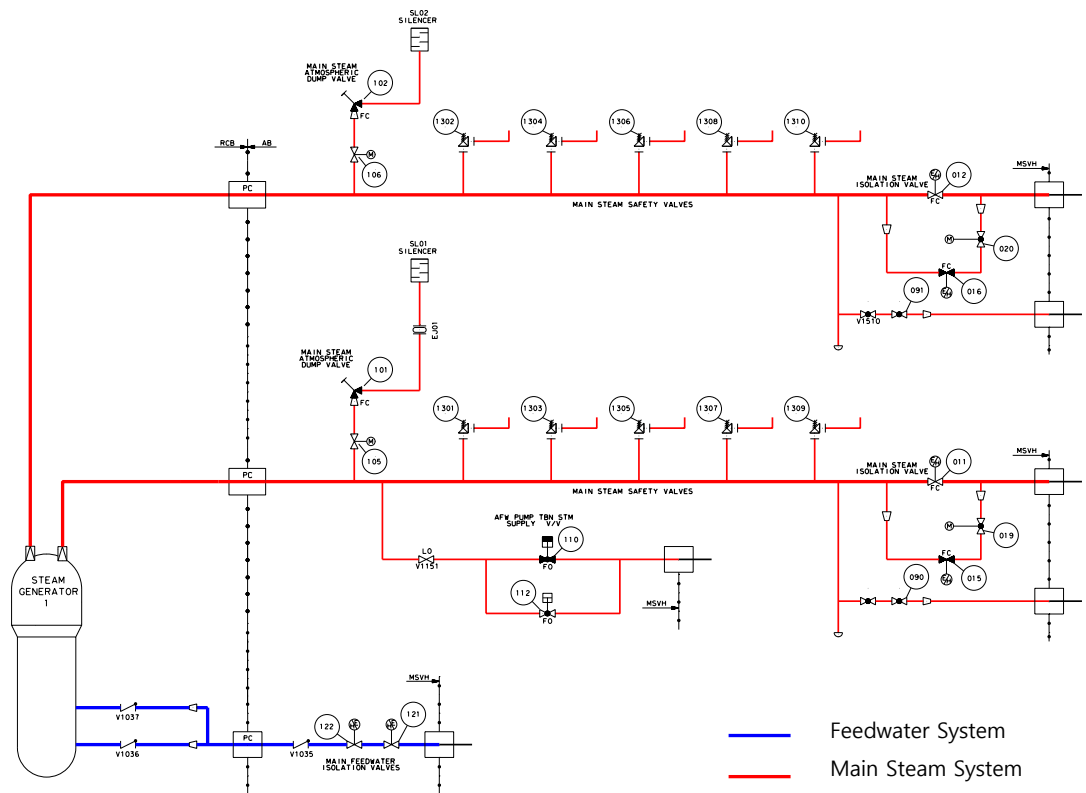 SL02
SILENCER
MAIN STEAM
ATMOSPHERIC
DUMP VALVE
102
FC
1302
1304
1306
1308
1310
RCB
AB
M
106
PC
MAIN STEAM SAFETY VALVES
MAIN STEAM
ISOLATION VALVE
012
FC
MSVH
M
020
FC
016
091
V1510
SL01
SILENCER
EJ01
MAIN STEAM
ATMOSPHERIC
DUMP VALVE
101
FC
1301
1303
1305
1307
1309
M
105
PC
MAIN STEAM SAFETY VALVES
MAIN STEAM
ISOLATION VALVE
011
FC
MSVH
M
019
FC
015
090
AFW PUMP TBN STM
SUPPLY V/V
110
LO
V1151
FO
112
FO
MSVH
STEAM
GENERATOR
1
MSVH
V1037
V1036
PC
V1035
122
121
MAIN FEEDWATER
ISOLATION VALVES
Feedwater System
Main Steam System